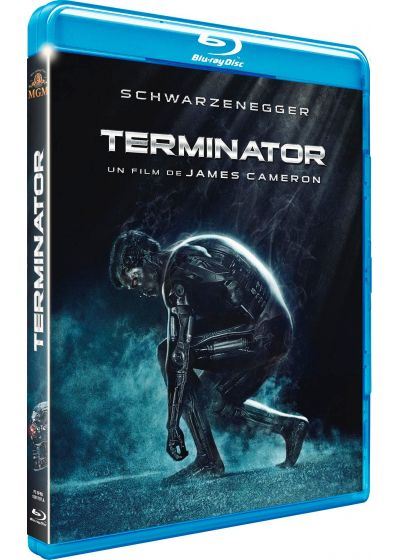 Blu-ray Disc
SCHWARZENEGGER
TERMINATOR
UN FILM DE JAMES CAMERON
MGM
TERMINATOR